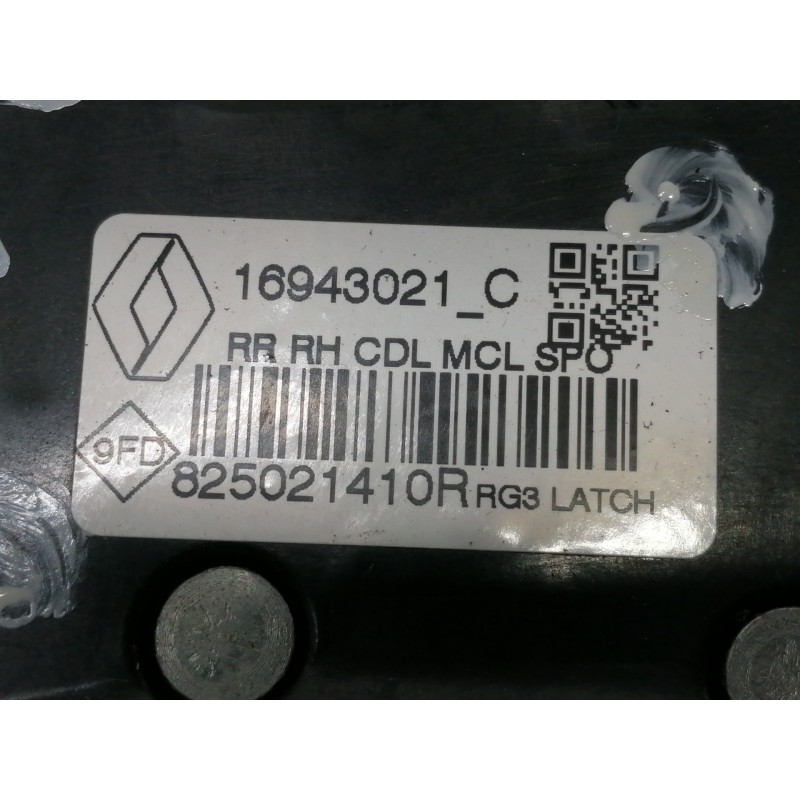 16943021_C
RR RH CDL MCL SPO
9FD
825021410R RG3 LATCH